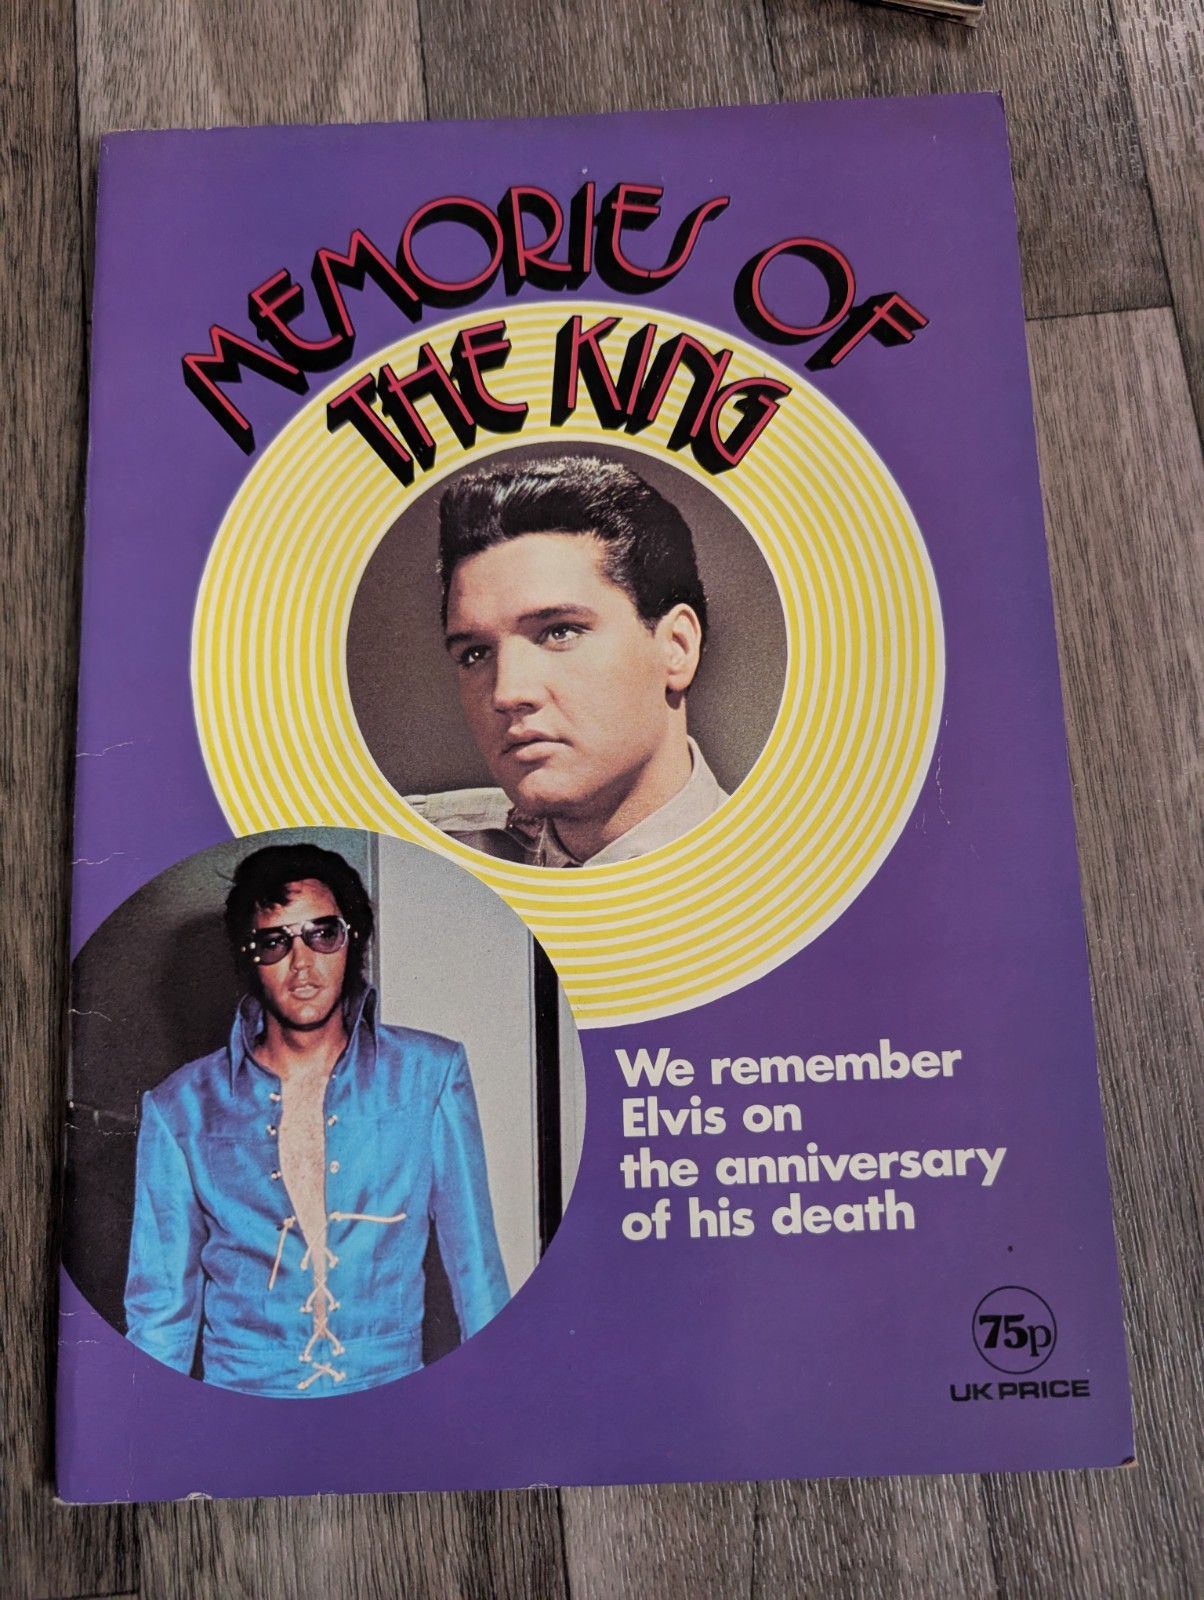 MEMORIES OF
THE KING
We remember
Elvis on
the anniversary
of his death
75p
UK PRICE